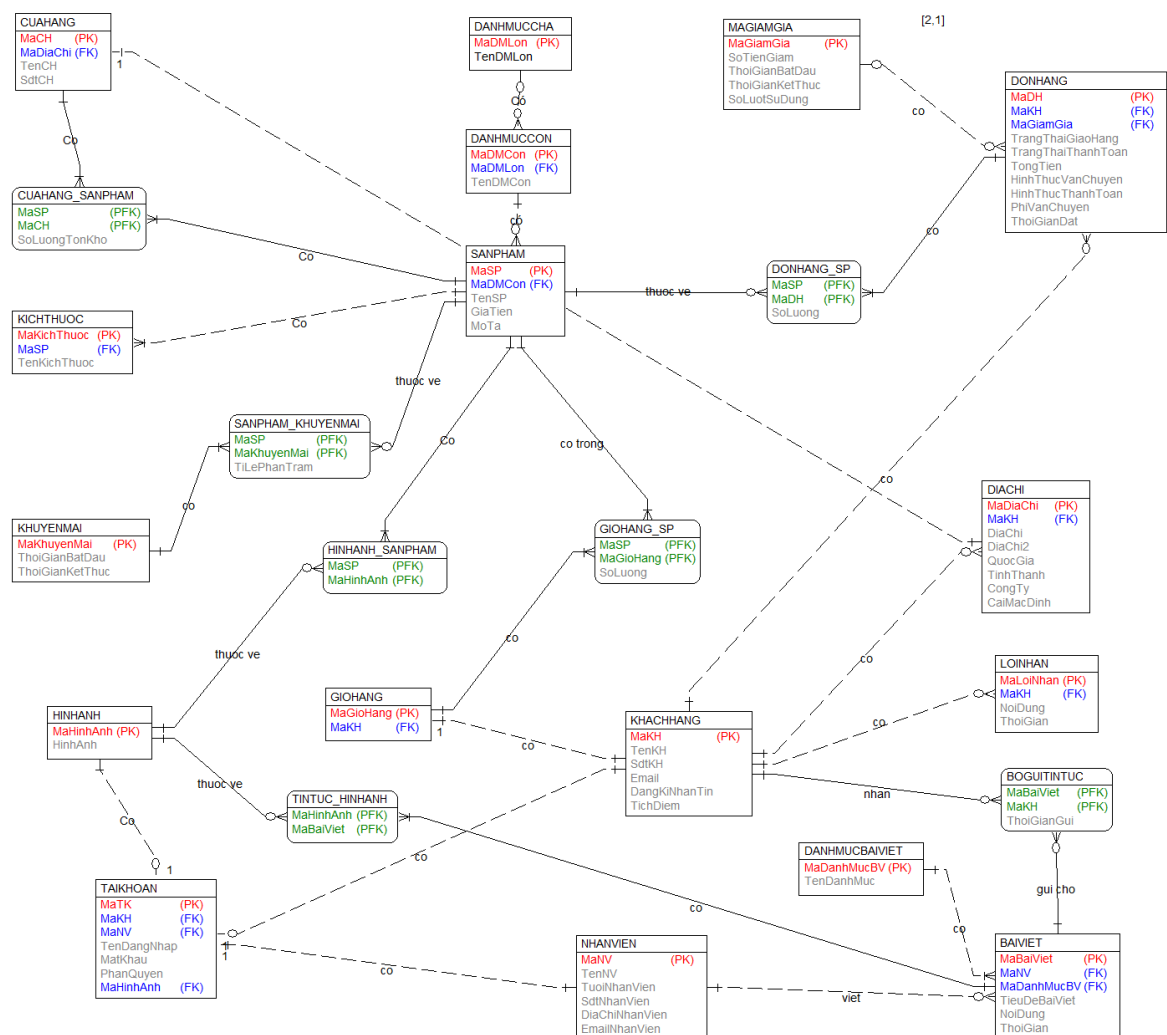 [2,1]
CUAHANG
MaCH (PK)
MaDiaChi (FK)
TenCH
SdtCH
1
DANHMUCCHA
MaDMLon (PK)
TenDMLon
Có
MAGIAMGIA
MaGiamGia (PK)
SoTienGiam
ThoiGianBatDau
ThoiGianKetThuc
SoLuotSuDung
co
DONHANG
MaDH (PK)
MaKH (FK)
MaGiamGia (FK)
TrangThaiGiaoHang
TrangThaiThanhToan
TongTien
HinhThucVanChuyen
HinhThucThanhToan
PhiVanChuyen
ThoiGianDat
Co
DANHMUCCON
MaDMCon (PK)
MaDMLon (FK)
TenDMCon
có
CUAHANG_SANPHAM
MaSP (PFK)
MaCH (PFK)
SoLuongTonKho
Co
SANPHAM
MaSP (PK)
MaDMCon (FK)
TenSP
GiaTien
MoTa
thuoc ve
DONHANG_SP
MaSP (PFK)
MaDH (PFK)
SoLuong
co
KICHTHUOC
MaKichThuoc (PK)
MaSP (FK)
TenKichThuoc
Co
thuoc ve
SANPHAM_KHUYENMAI
MaSP (PFK)
MaKhuyenMai (PFK)
TiLePhanTram
Co
co trong
co
co
KHUYENMAI
MaKhuyenMai (PK)
ThoiGianBatDau
ThoiGianKetThuc
HINHANH_SANPHAM
MaSP (PFK)
MaHinhAnh (PFK)
GIOHANG_SP
MaSP (PFK)
MaGioHang (PFK)
SoLuong
DIACHI
MaDiaChi (PK)
MaKH (FK)
DiaChi
DiaChi2
QuocGia
TinhThanh
CongTy
CaiMacDinh
thuoc ve
co
co
HINHANH
MaHinhAnh (PK)
HinhAnh
GIOHANG
MaGioHang (PK)
MaKH (FK)
1
co
KHACHHANG
MaKH (PK)
TenKH
SdtKH
Email
DangKiNhanTin
TichDiem
LOINHAN
MaLoiNhan (PK)
MaKH (FK)
NoiDung
ThoiGian
co
thuoc ve
nhan
BOGUITINTUC
MaBaiViet (PFK)
MaKH (PFK)
ThoiGianGui
Co
1
TINTUC_HINHANH
MaHinhAnh (PFK)
MaBaiViet (PFK)
co
DANHMUCBAIVIET
MaDanhMucBV (PK)
TenDanhMuc
gui cho
co
co
TAIKHOAN
MaTK (PK)
MaKH (FK)
MaNV (FK)
TenDangNhap
MatKhau
PhanQuyen
MaHinhAnh (FK)
1
1
co
NHANVIEN
MaNV (PK)
TenNV
TuoiNhanVien
SdtNhanVien
DiaChiNhanVien
EmailNhanVien
viet
BAIVIET
MaBaiViet (PK)
MaNV (FK)
MaDanhMucBV (FK)
TieuDeBaiViet
NoiDung
ThoiGian